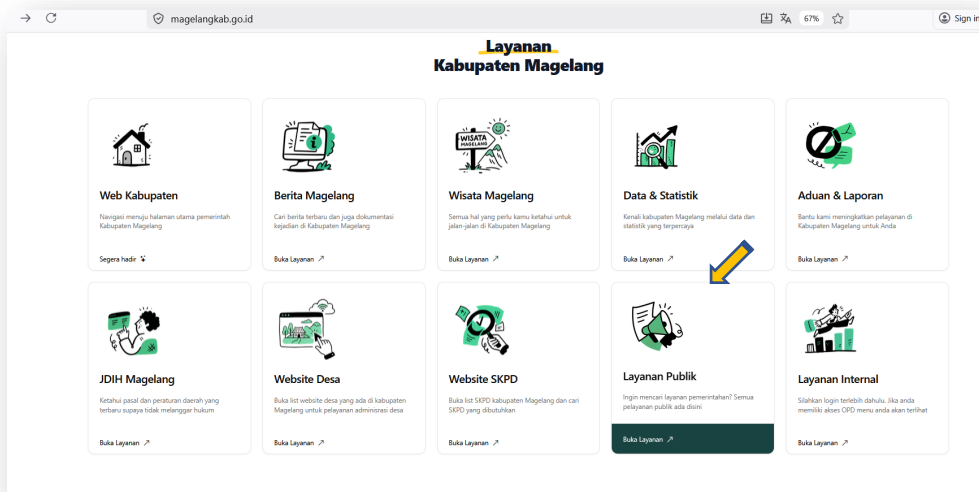 magelangkab.go.id
67%
Sign in
Layanan
Kabupaten Magelang
WISATA
MAGELANG
Web Kabupaten
Navigasi menuju halaman utama pemerintah
Kabupaten Magelang
Segera hadir
Berita Magelang
Cari berita terbaru dan juga dokumentasi
kejadian di Kabupaten Magelang
Buka Layanan
Wisata Magelang
Semua hal yang perlu kamu ketahui untuk
jalan-jalan di Kabupaten Magelang
Buka Layanan
Data & Statistik
Kenali kabupaten Magelang melalui data dan
statistik yang terpercaya
Buka Layanan
Aduan & Laporan
Bantu kami meningkatkan pelayanan di
Kabupaten Magelang untuk Anda
Buka Layanan
JDIH Magelang
Ketahui pasal dan peraturan daerah yang
terbaru supaya tidak melanggar hukum
Buka Layanan
Website Desa
Buka list website desa yang ada di kabupaten
Magelang untuk pelayanan adminisrasi desa
Buka Layanan
Website SKPD
Buka list SKPD kabupaten Magelang dan cari
SKPD yang dibutuhkan
Buka Layanan
Layanan Publik
Ingin mencari layanan pemerintahan? Semua
pelayanan publik ada disini
Buka Layanan
Layanan Internal
Silahkan login terlebih dahulu. Jika anda
memiliki akses OPD menu anda akan terlihat
Buka Layanan